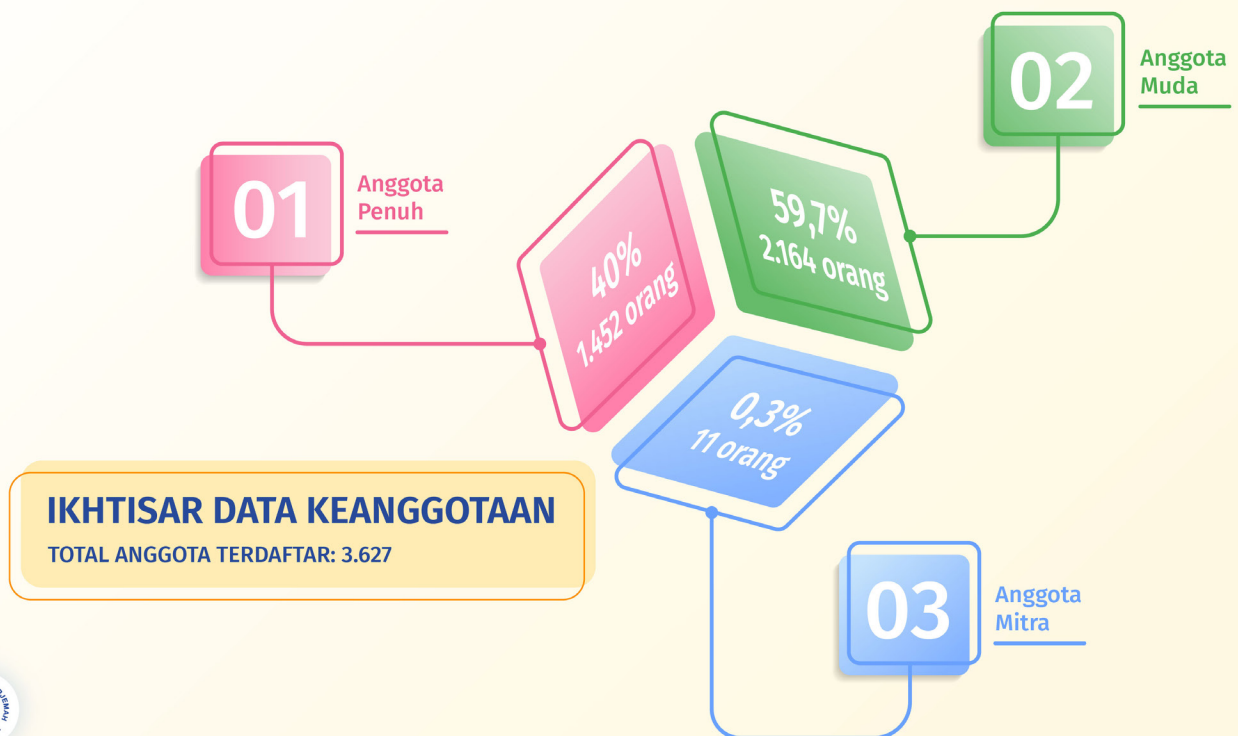 01
Anggota
Penuh
40%
1.452 orang
02
Anggota
Muda
59,7%
2.164 orang
0,3%
11 orang
03
Anggota
Mitra
IKHTISAR DATA KEANGGOTAAN
TOTAL ANGGOTA TERDAFTAR: 3.627